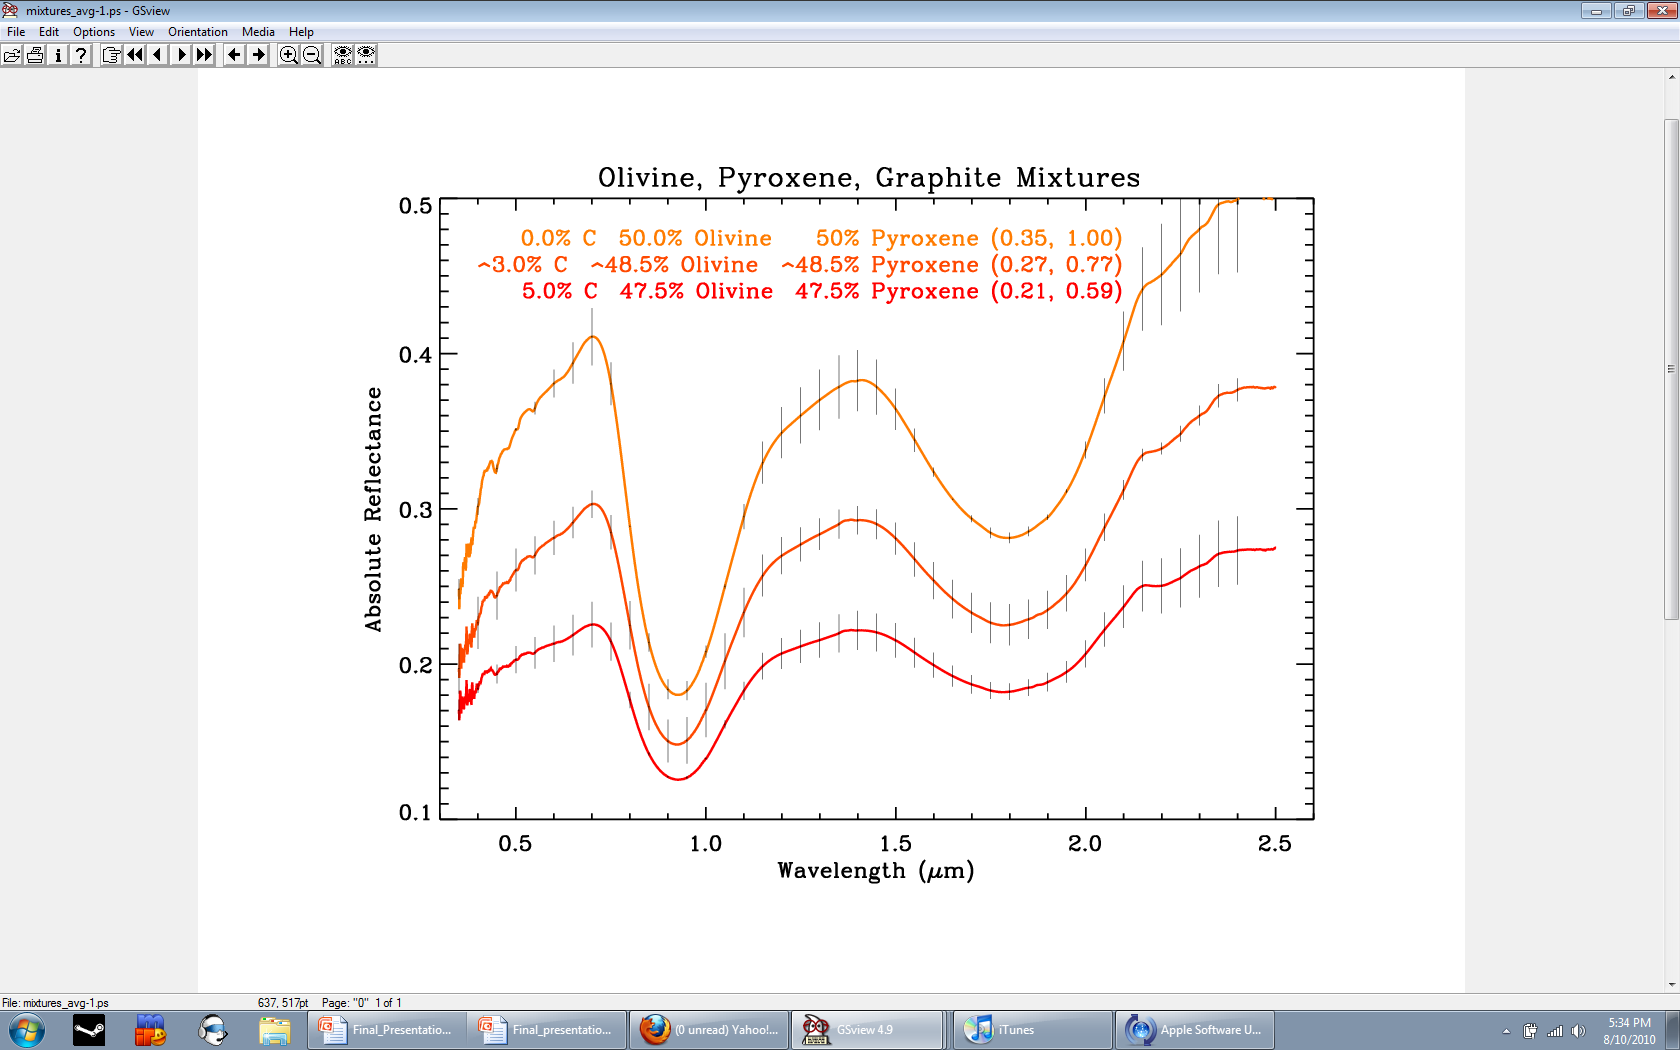 mixtures_avg-1.ps - GSview
File Edit Options View Orientation Media Help
Olivine, Pyroxene, Graphite Mixtures
0.0% C 50.0% Olivine 50% Pyroxene (0.35, 1.00)
~3.0% C ~48.5% Olivine ~48.5% Pyroxene (0.27, 0.77)
5.0% C 47.5% Olivine 47.5% Pyroxene (0.21, 0.59)
0.5
0.4
0.3
0.2
0.1
Absolute Reflectance
0.5 1.0 1.5 2.0 2.5
Wavelength (μm)
File: mixtures_avg-1.ps 637, 517pt Page: "0" 1 of 1
Final_Presentatio... Final_presentatio... (0 unread) Yahoo!... GSview 4.9 iTunes Apple Software U...
5:34 PM
8/10/2010